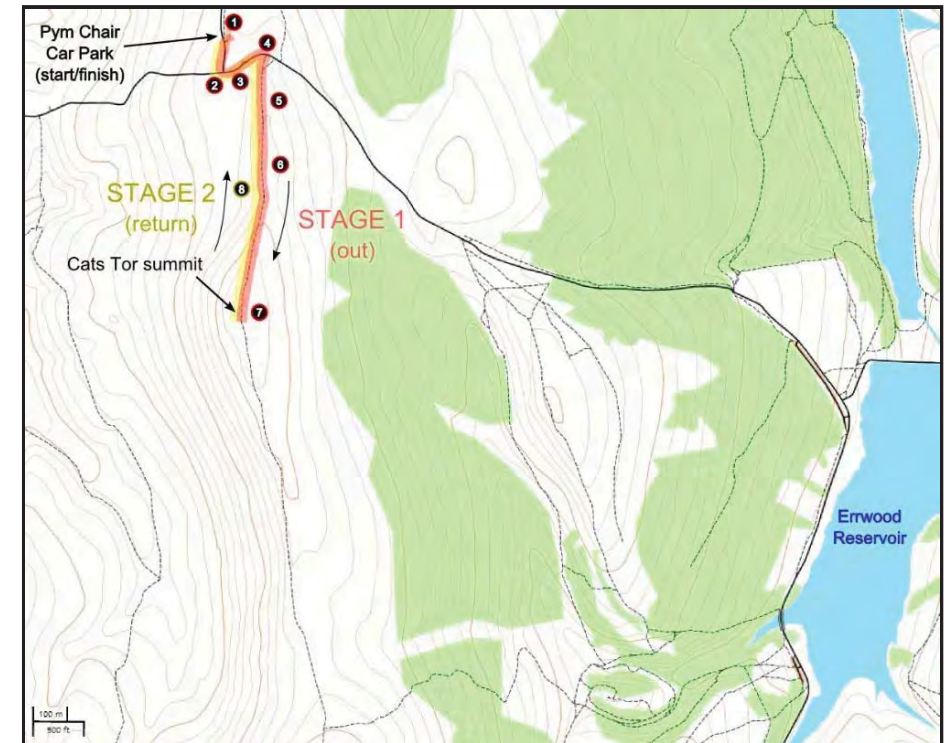 Pym Chair
Car Park
(start/finish)
1
2
3
4
5
6
7
8
STAGE 2
(return)
STAGE 1
(out)
Cats Tor summit
Errwood
Reservoir
100 m
500 ft